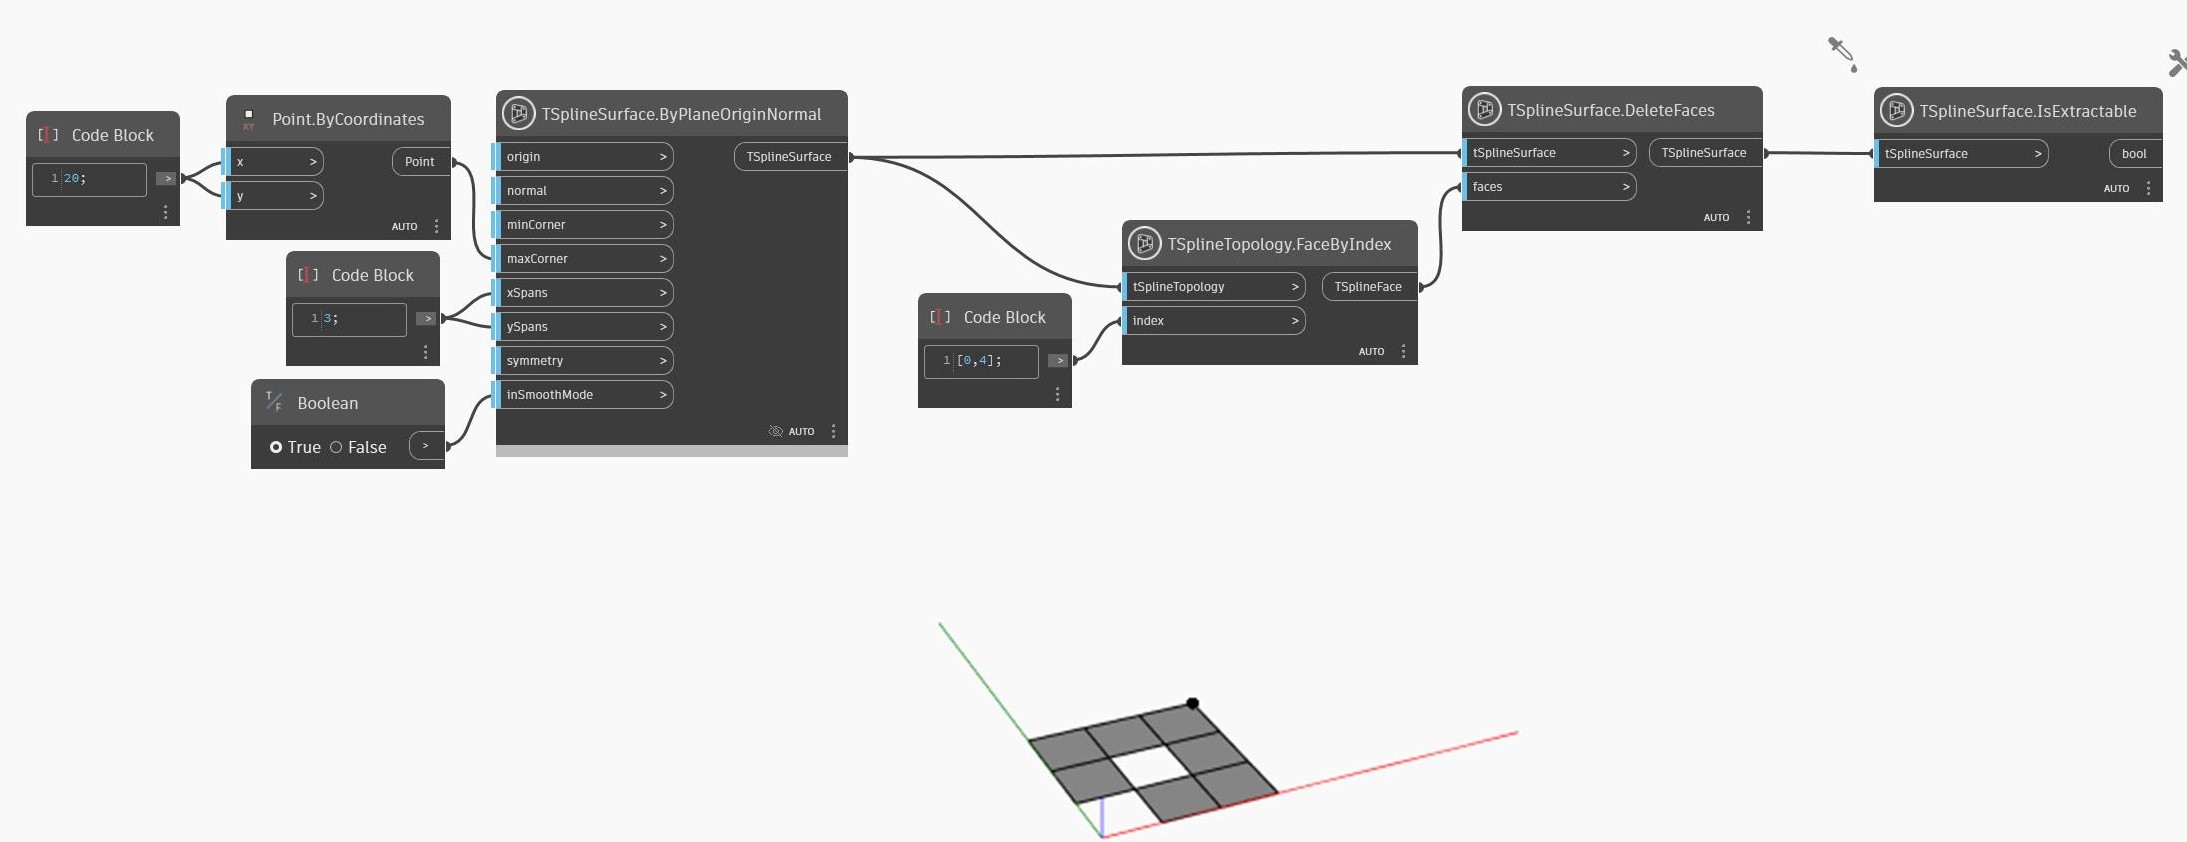 Code Block
1 20;
>
Point.ByCoordinates
XY
x >
Point
y >
AUTO
Code Block
1 3;
>
Boolean
T/F
True False
>
TSplineSurface.ByPlaneOriginNormal
origin >
TSplineSurface
normal >
minCorner >
maxCorner >
xSpans >
ySpans >
symmetry >
inSmoothMode >
AUTO
Code Block
1 [0,4];
>
TSplineTopology.FaceByIndex
tSplineTopology >
TSplineFace
index >
AUTO
TSplineSurface.DeleteFaces
tSplineSurface >
TSplineSurface
faces >
AUTO
TSplineSurface.IsExtractable
tSplineSurface >
bool
AUTO